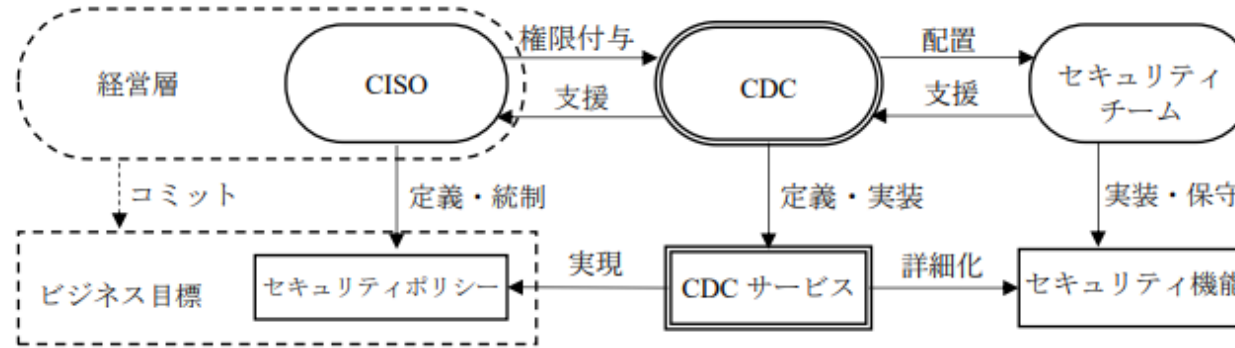 権限付与
配置
経営層
CISO
CDC
セキュリティ
チーム
支援
支援
コミット
定義・統制
定義・実装
実装・保守
ビジネス目標
セキュリティポリシー
実現
CDC サービス
詳細化
セキュリティ機能